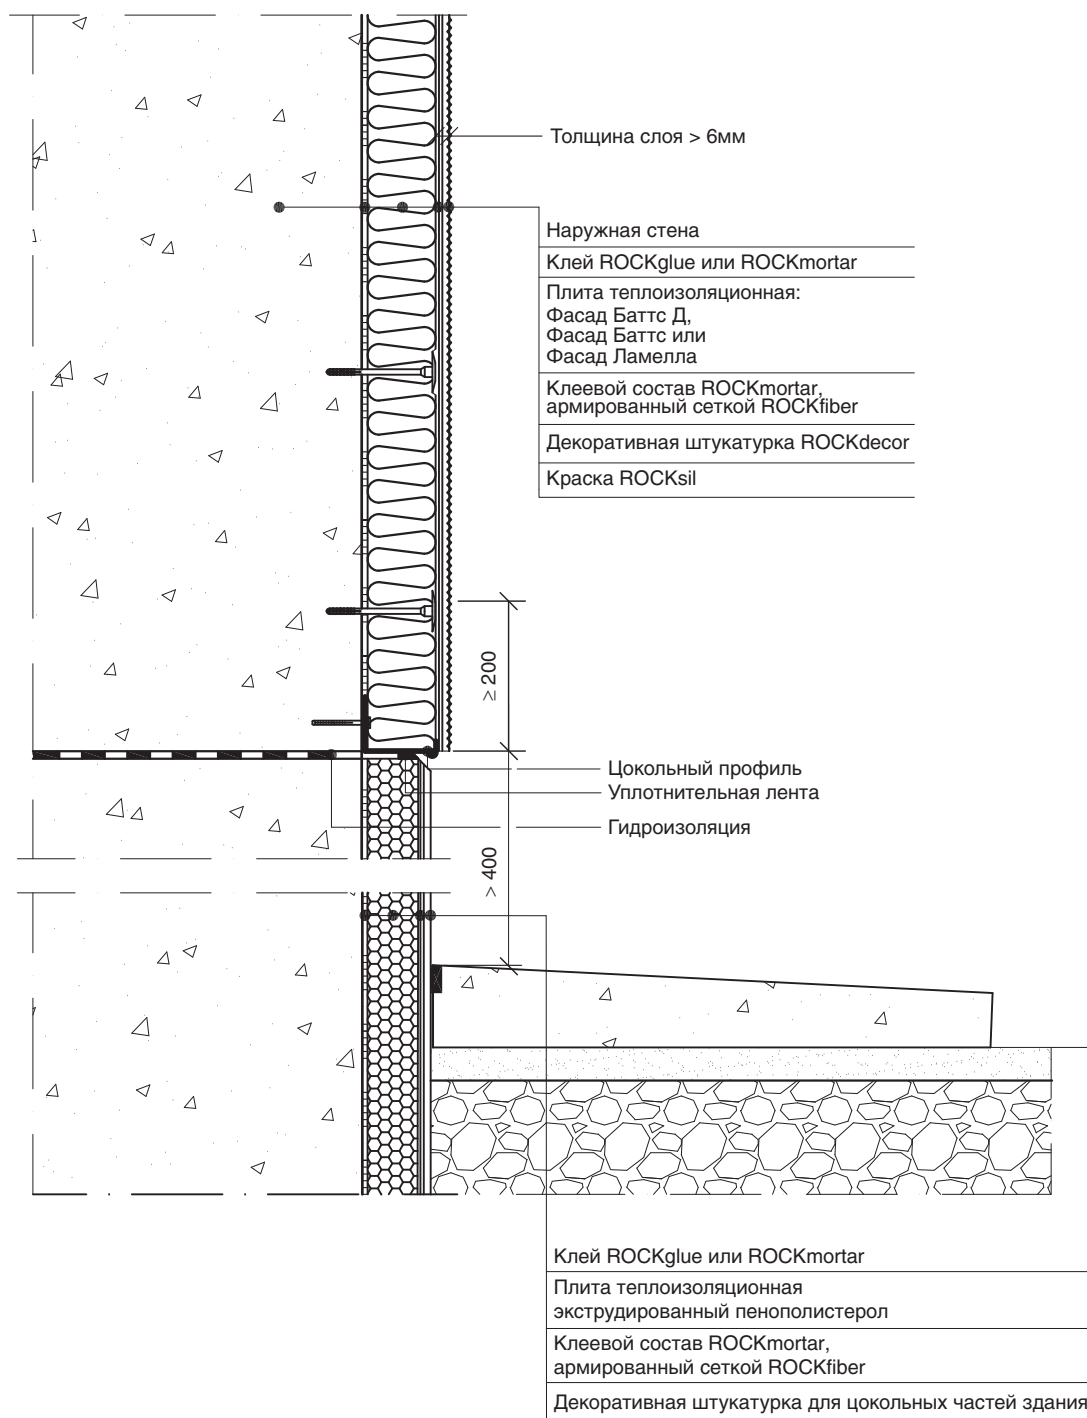 Толщина слоя > 6мм
Наружная стена
Клей ROCKglue или ROCKmortar
Плита теплоизоляционная:
Фасад Баттс Д,
Фасад Баттс или
Фасад Ламелла
Клеевой состав ROCKmortar,
армированный сеткой ROCKfiber
Декоративная штукатурка ROCKdecor
Краска ROCKsil
≥ 200
Цокольный профиль
Уплотнительная лента
Гидроизоляция
> 400
Клей ROCKglue или ROCKmortar
Плита теплоизоляционная
экструдированный пенополистерол
Клеевой состав ROCKmortar,
армированный сеткой ROCKfiber
Декоративная штукатурка для цокольных частей здания